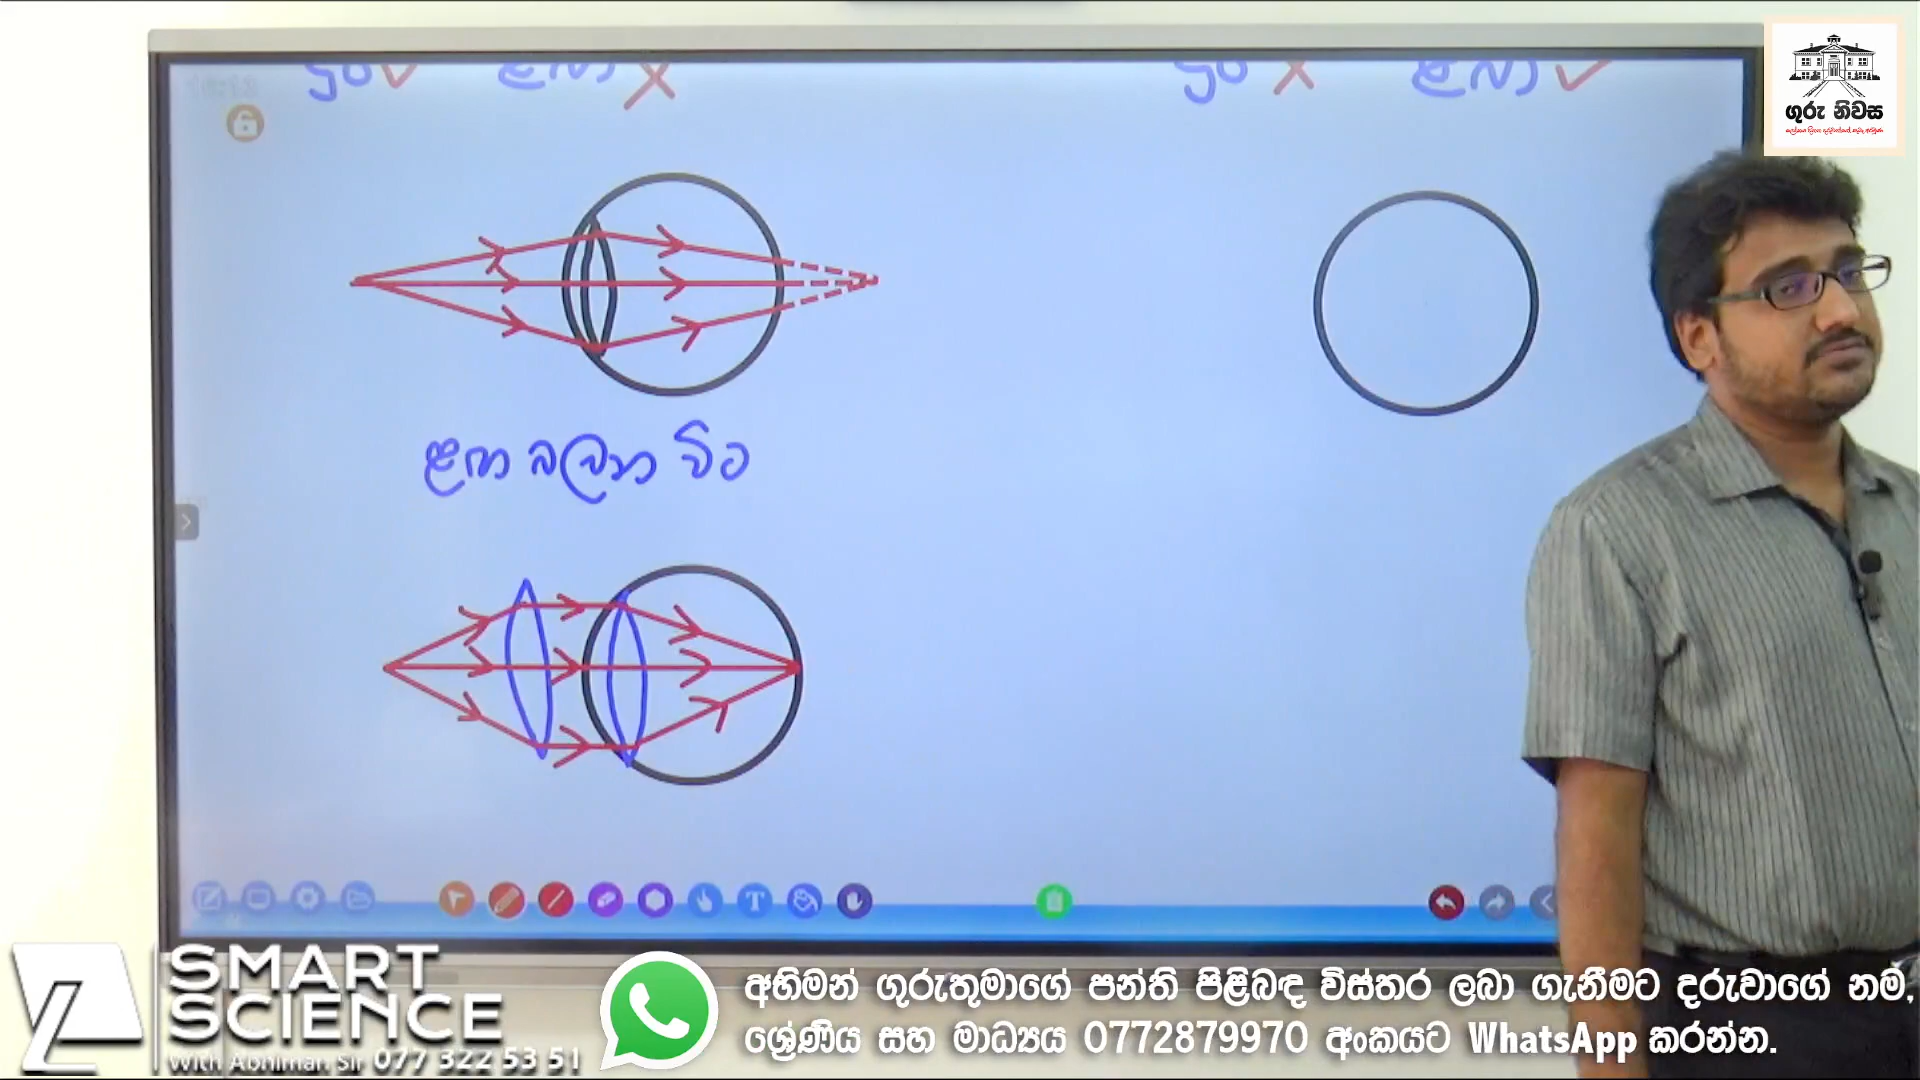 දුර ළඟ
දුර ළඟ
ගුරු නිවස
ළඟ බලන විට
SMART
SCIENCE
With Abhiman Sir 077 322 53 51
අභිමන් ගුරුතුමාගේ පන්ති පිළිබඳ විස්තර ලබා ගැනීමට දරුවාගේ නම,
ශ්‍රේණිය සහ මාධ්‍යය 0772879970 අංකයට WhatsApp කරන්න.